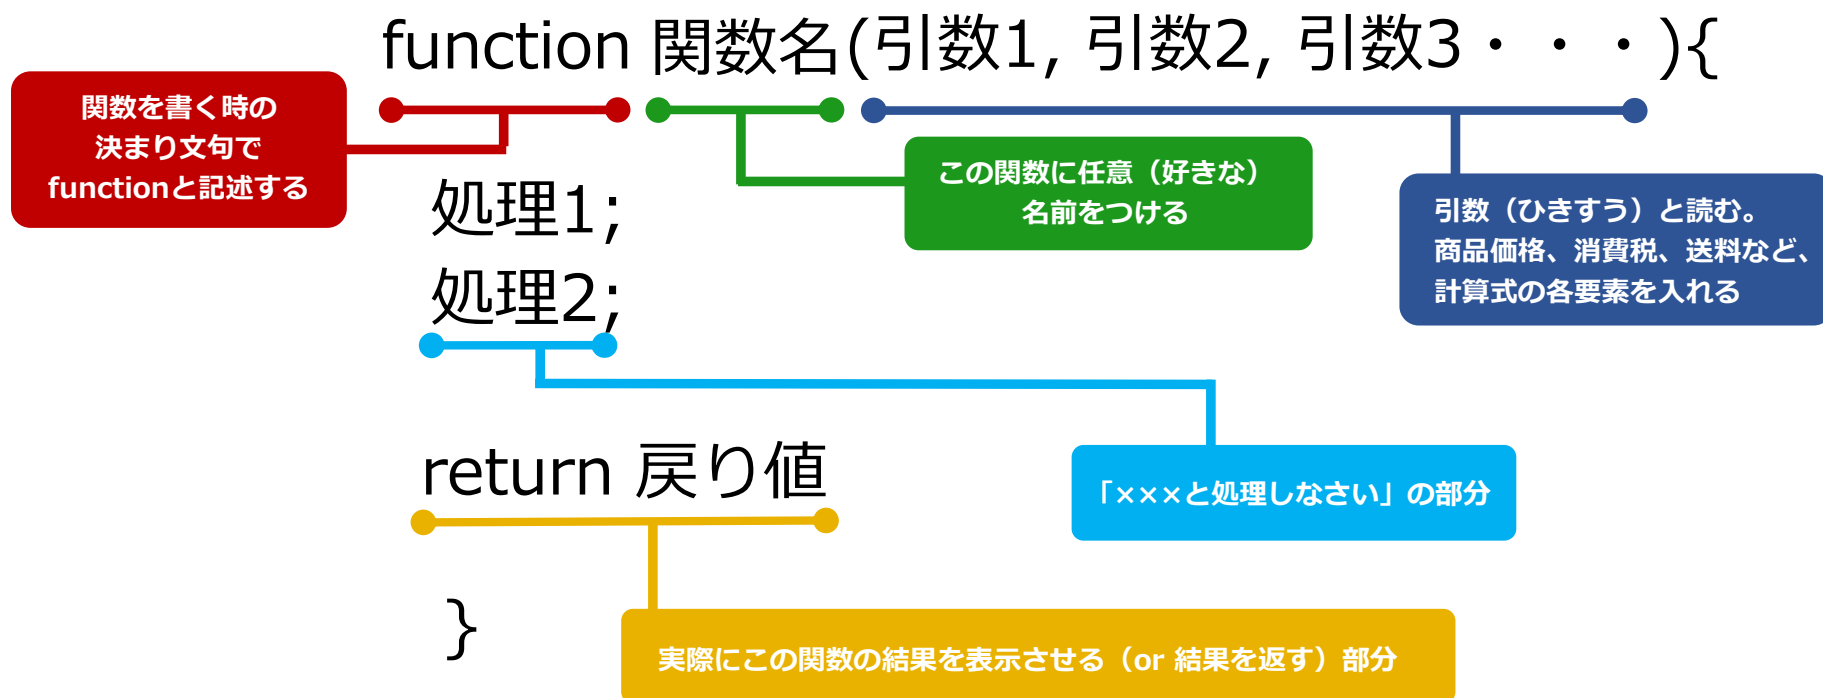 function 関数名(引数1, 引数2, 引数3・・・){
関数を書く時の
決まり文句で
functionと記述する
この関数に任意（好きな）
名前をつける
引数（ひきすう）と読む。
商品価格、消費税、送料など、
計算式の各要素を入れる
処理1;
処理2;
「×××と処理しなさい」の部分
return 戻り値
実際にこの関数の結果を表示させる（or 結果を返す）部分
}